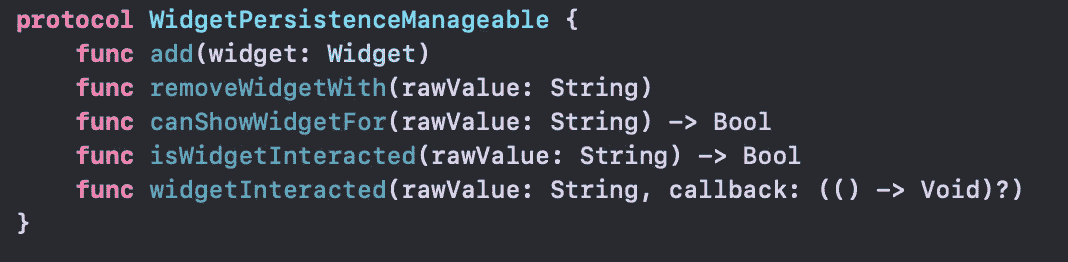 protocol WidgetPersistenceManageable {
    func add(widget: Widget)
    func removeWidgetWith(rawValue: String)
    func canShowWidgetFor(rawValue: String) -> Bool
    func isWidgetInteracted(rawValue: String) -> Bool
    func widgetInteracted(rawValue: String, callback: (() -> Void)?)
}